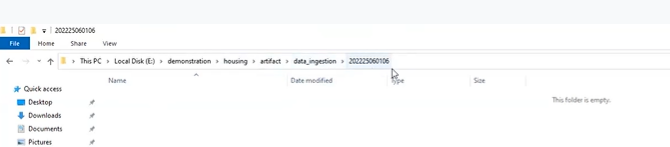 202225060106
File Home Share View
This PC > Local Disk (E:) > demonstration > housing > artifact > data_ingestion > 202225060106
Name Date modified Type Size
Quick access
This folder is empty.
Desktop
Downloads
Documents
Pictures